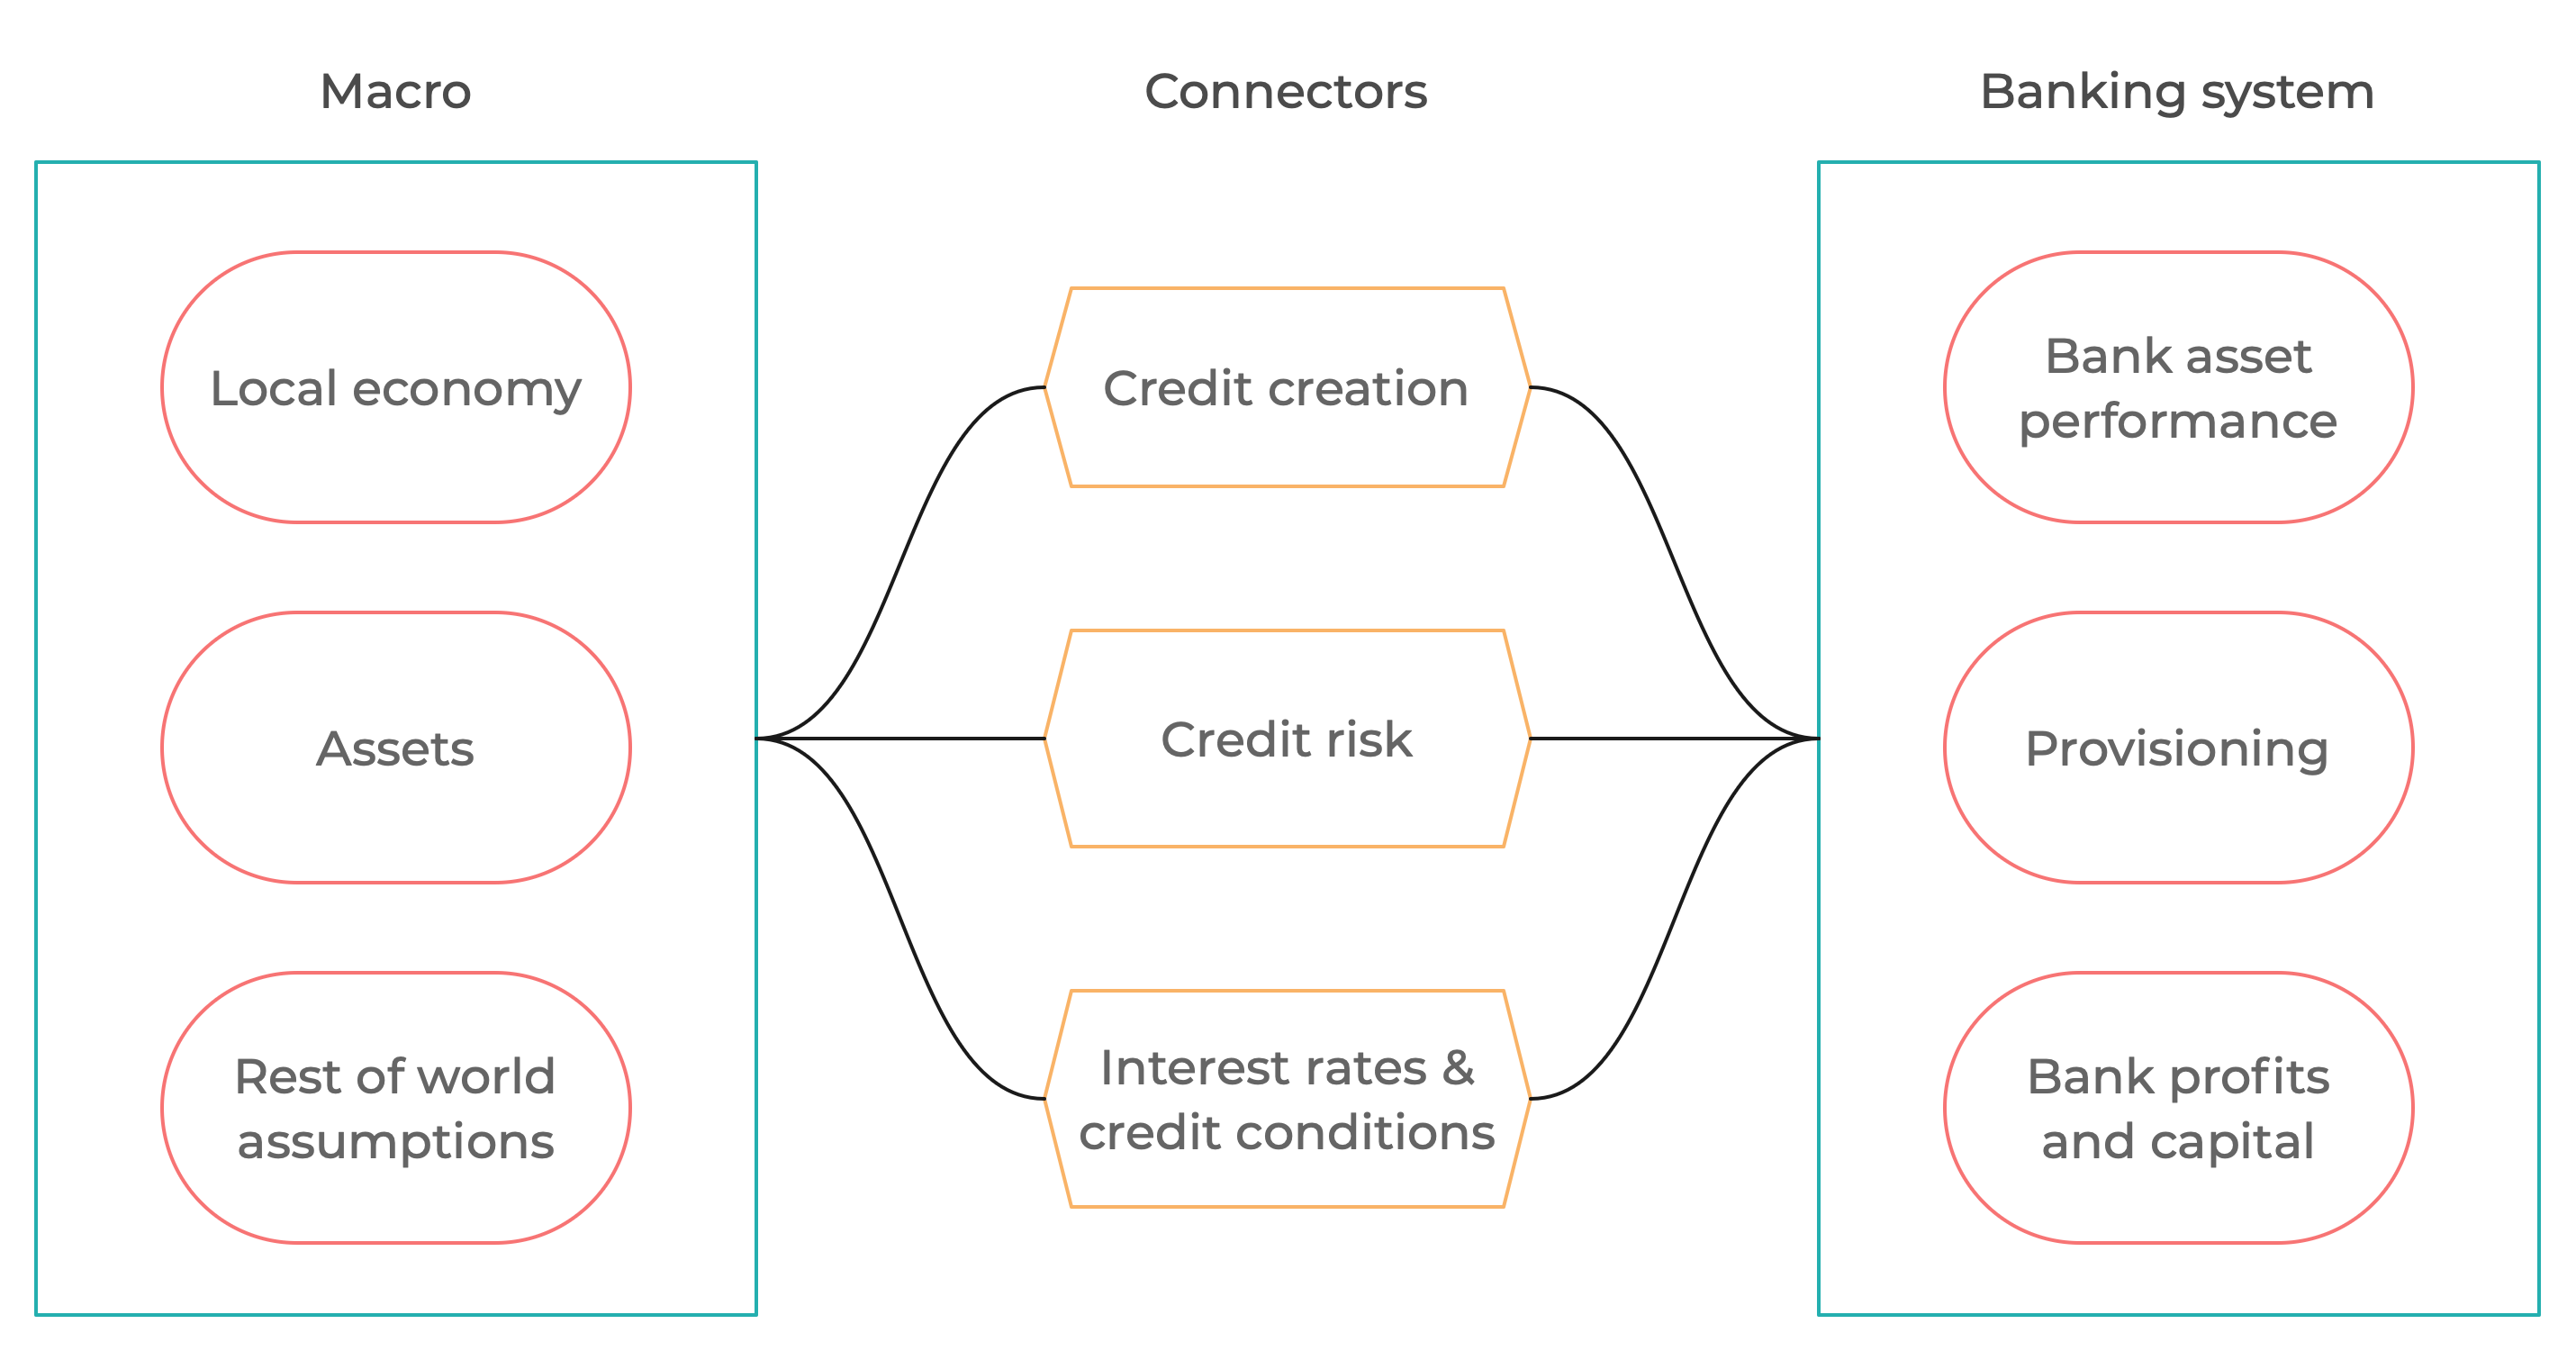 Macro
Connectors
Banking system
Local economy
Assets
Rest of world
assumptions
Credit creation
Credit risk
Interest rates &
credit conditions
Bank asset
performance
Provisioning
Bank profits
and capital